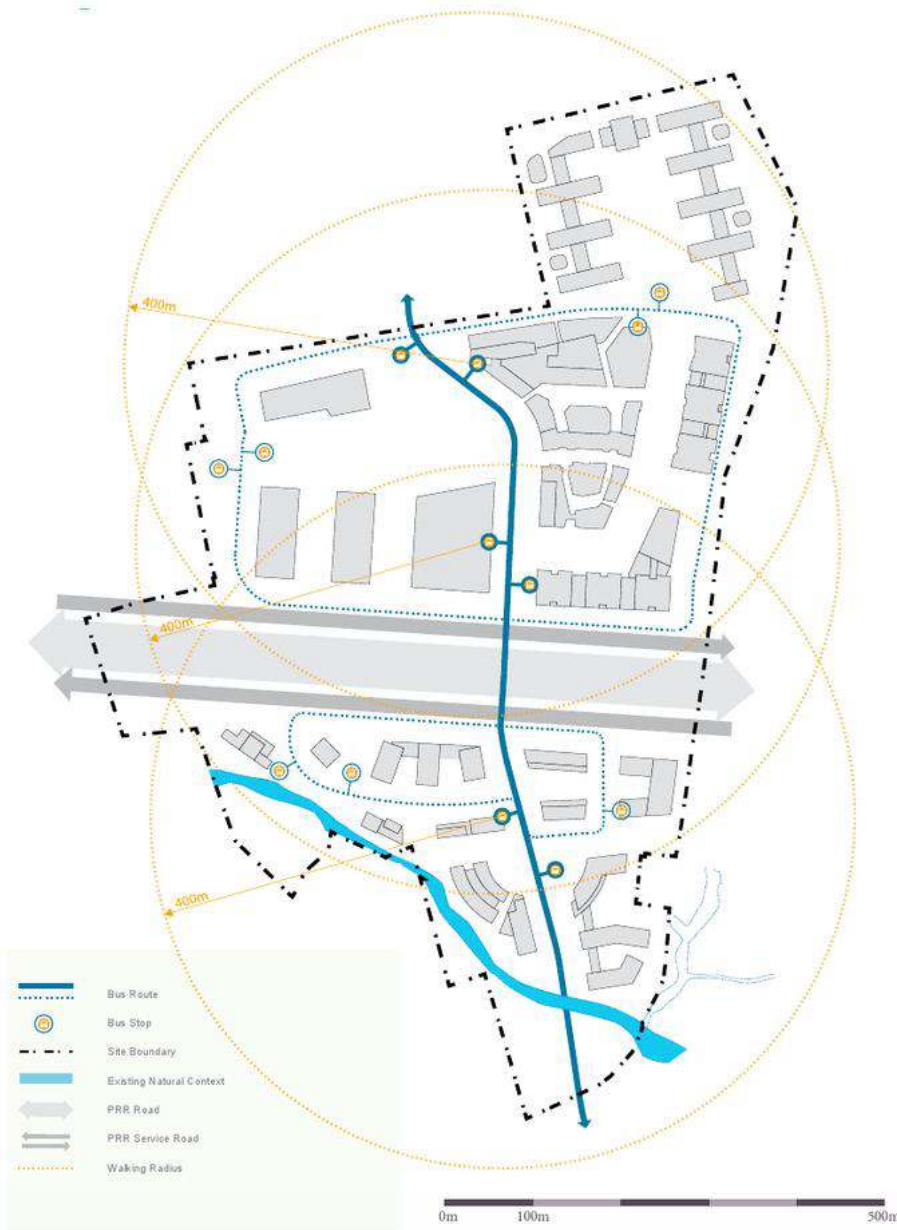 400m
400m
400m
Bus Route
Bus Stop
Site Boundary
Existing Natural Context
PRR Road
PRR Service Road
Walking Radius
0m 100m 500m